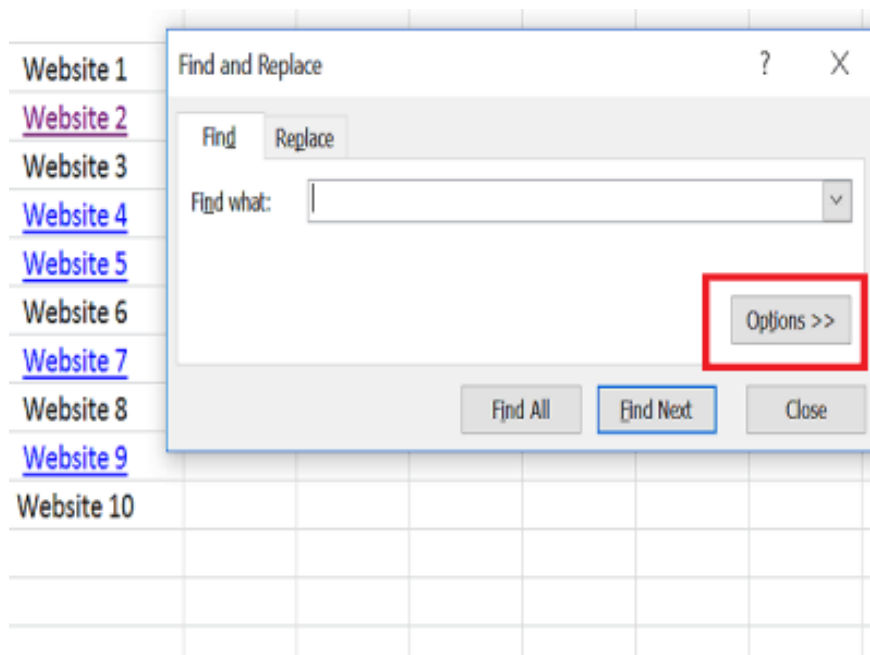 Website 1
Website 2
Website 3
Website 4
Website 5
Website 6
Website 7
Website 8
Website 9
Website 10
Find and Replace
?
Find
Replace
Find what:
Options >>
Find All
Find Next
Close